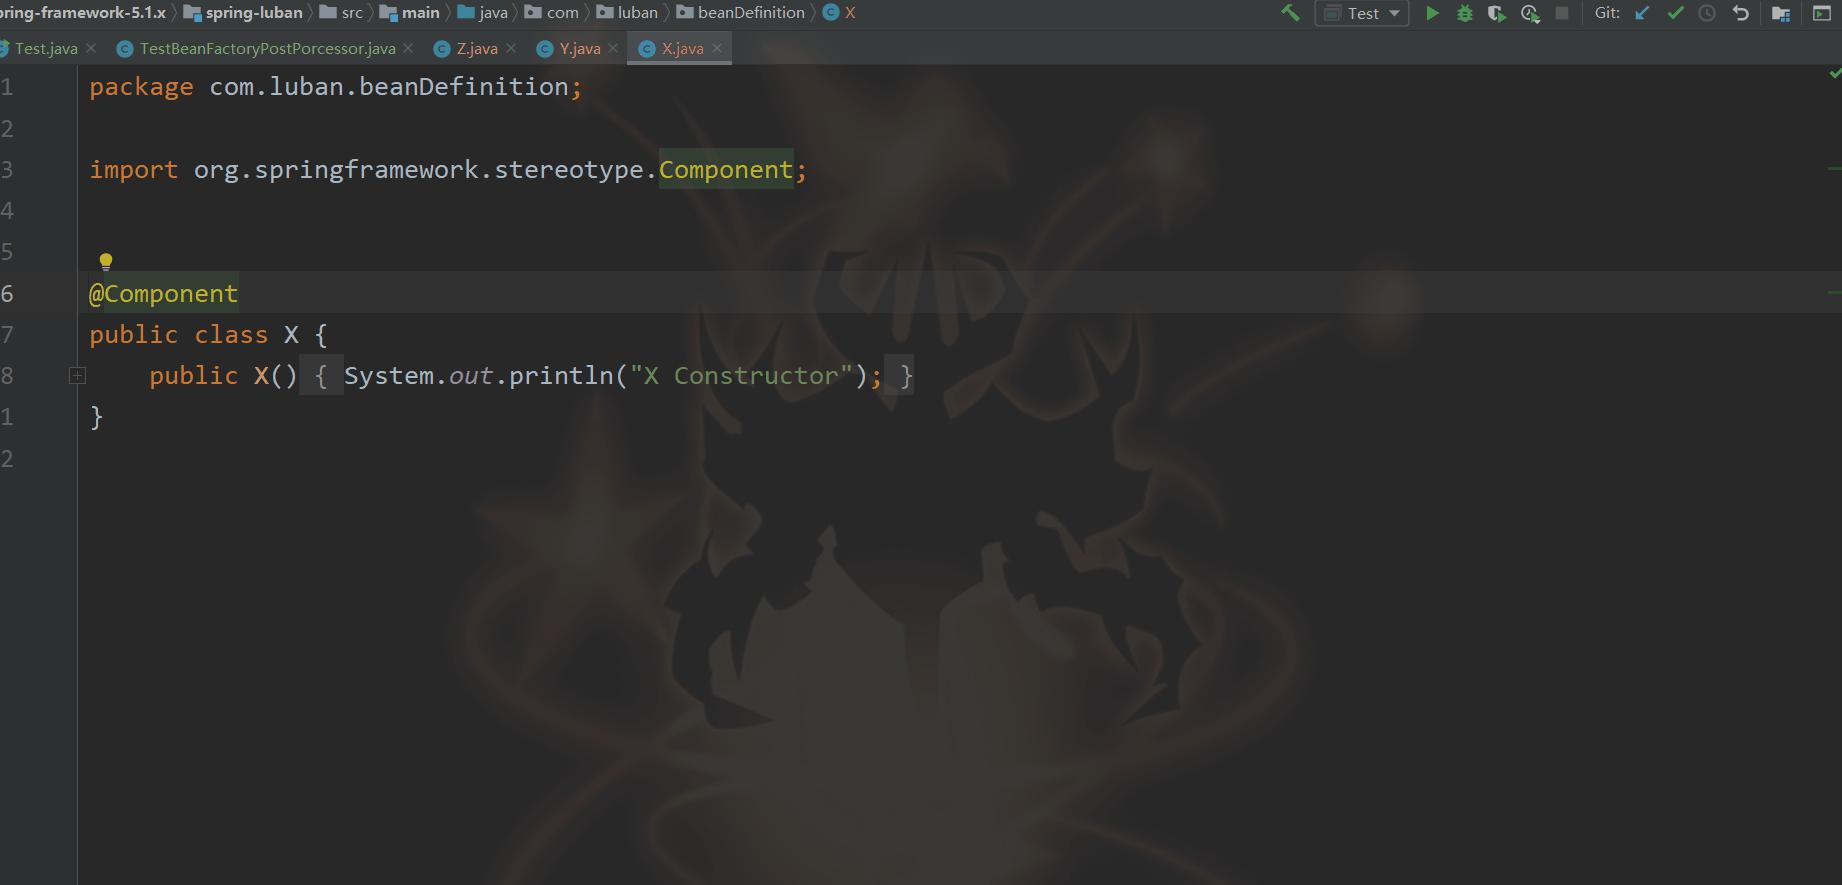 pring-framework-5.1.x spring-luban src main java com luban beanDefinition X Test Git:
Test.java TestBeanFactoryPostPorcessor.java Z.java Y.java X.java
1 package com.luban.beanDefinition;
2
3 import org.springframework.stereotype.Component;
4
5
6 @Component
7 public class X {
8 public X() { System.out.println("X Constructor"); }
1 }
2